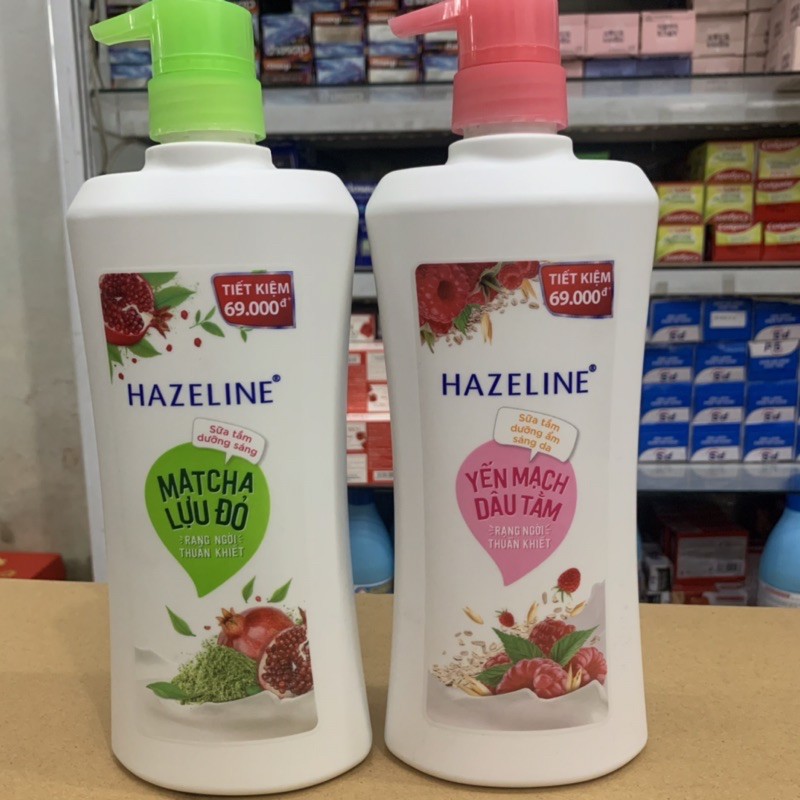 TIẾT KIỆM
69.000đ*
HAZELINE®
Sữa tắm
dưỡng sáng
MATCHA
LỰU ĐỎ
RẠNG NGỜI
THUẦN KHIẾT
TIẾT KIỆM
69.000đ*
HAZELINE®
Sữa tắm
dưỡng ẩm
sáng da
YẾN MẠCH
DÂU TẰM
RẠNG NGỜI
THUẦN KHIẾT
Colgate
P/S